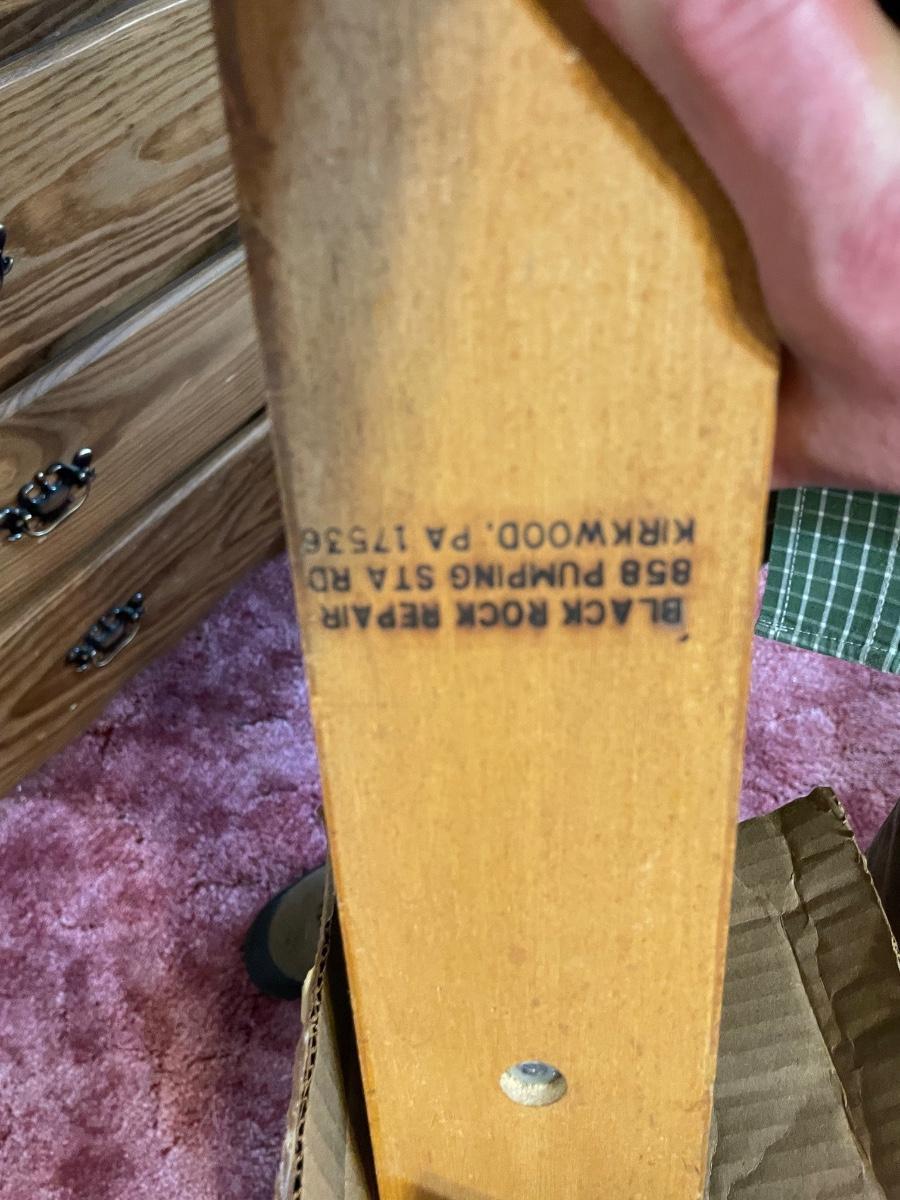 BLACK ROCK REPAIR
858 PUMPING STA RD
KIRKWOOD. PA 17536